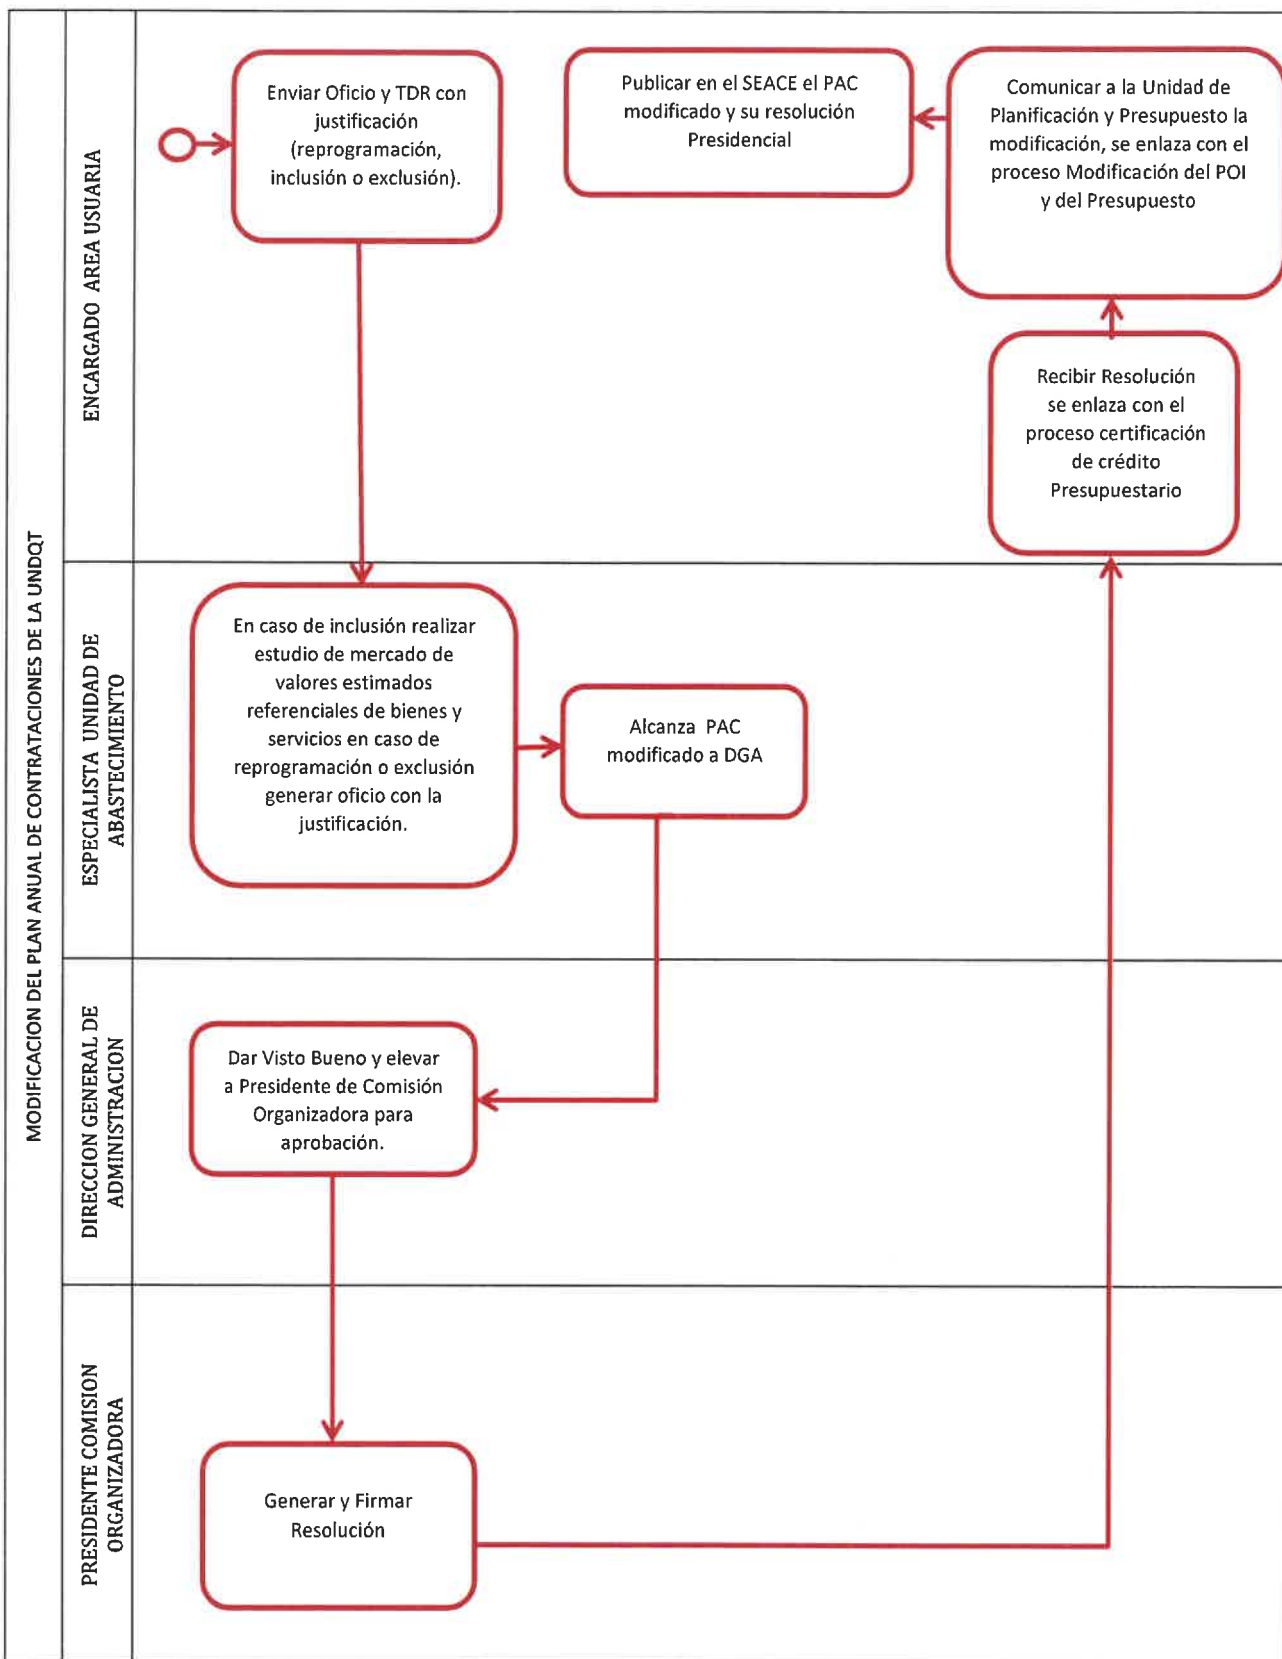 MODIFICACION DEL PLAN ANUAL DE CONTRATACIONES DE LA UNDQT
ENCARGADO AREA USUARIA
Enviar Oficio y TDR con
justificación
(reprogramación,
inclusión o exclusión).
Publicar en el SEACE el PAC
modificado y su resolución
Presidencial
Comunicar a la Unidad de
Planificación y Presupuesto la
modificación, se enlaza con el
proceso Modificación del POI
y del Presupuesto
Recibir Resolución
se enlaza con el
proceso certificación
de crédito
Presupuestario
ESPECIALISTA UNIDAD DE
ABASTECIMIENTO
En caso de inclusión realizar
estudio de mercado de
valores estimados
referenciales de bienes y
servicios en caso de
reprogramación o exclusión
generar oficio con la
justificación.
Alcanza PAC
modificado a DGA
DIRECCION GENERAL DE
ADMINISTRACION
Dar Visto Bueno y elevar
a Presidente de Comisión
Organizadora para
aprobación.
PRESIDENTE COMISION
ORGANIZADORA
Generar y Firmar
Resolución